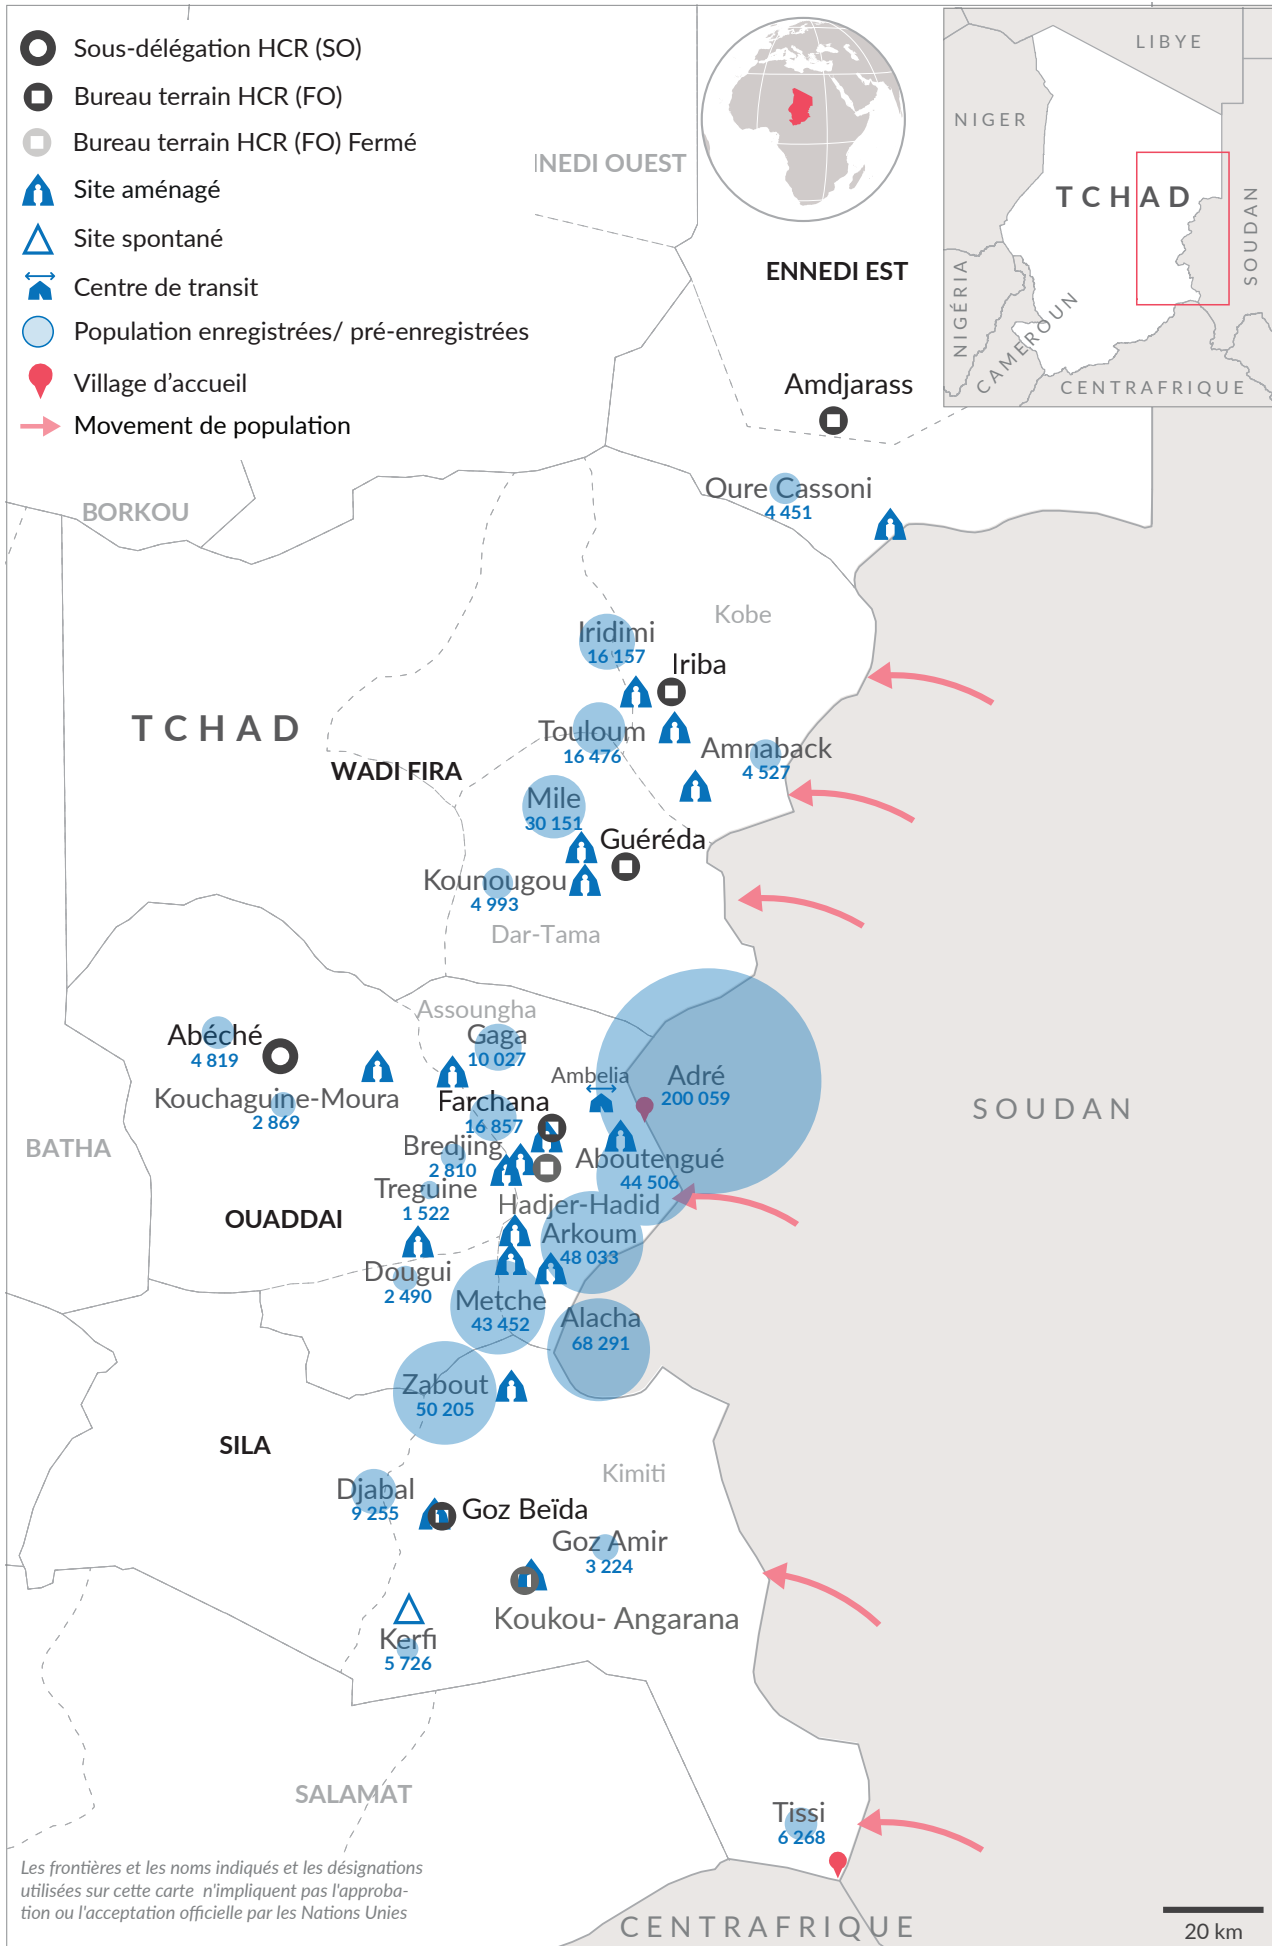 Sous-délégation HCR (SO)
Bureau terrain HCR (FO)
Bureau terrain HCR (FO) Fermé
Site aménagé
Site spontané
Centre de transit
Population enregistrées/ pré-enregistrées
Village d'accueil
Movement de population
LIBYE
NIGER
TCHAD
SOUDAN
NIGÉRIA
CAMEROUN
CENTRAFRIQUE
NNEDI OUEST
ENNEDI EST
Amdjarass
Oure Cassoni
4 451
BORKOU
Kobe
Iridimi
16 157
Iriba
TCHAD
Touloum
16 476
Amnaback
4 527
WADI FIRA
Mile
30 151
Guéréda
Kounougou
4 993
Dar-Tama
Assoungha
Abéché
4 819
Gaga
10 027
Ambelia
Adré
200 059
Kouchaguine-Moura
2 869
Farchana
16 857
SOUDAN
BATHA
Bredjing
2 810
Aboutengué
44 506
Treguine
1 522
Hadjer-Hadid
OUADDAI
Arkoum
48 033
Dougui
2 490
Metche
43 452
Alacha
68 291
Zabout
50 205
SILA
Kimiti
Djabal
9 255
Goz Beïda
Goz Amir
3 224
Koukou- Angarana
Kerfi
5 726
SALAMAT
Tissi
6 268
Les frontières et les noms indiqués et les désignations
utilisées sur cette carte n'impliquent pas l'approba-
tion ou l'acceptation officielle par les Nations Unies
CENTRAFRIQUE
20 km